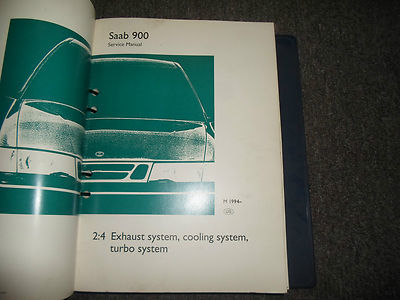 Saab 900
Service Manual
M 1994-
2:4 Exhaust system, cooling system,
turbo system